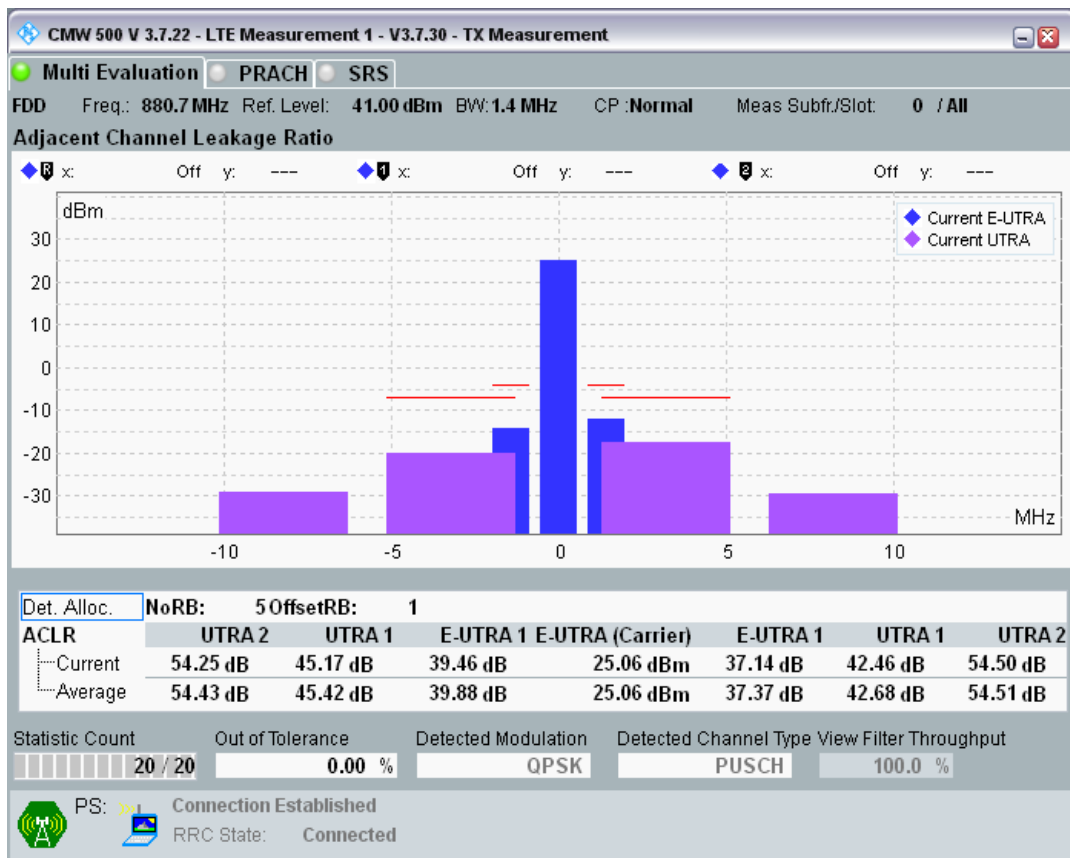 CMW 500 V 3.7.22 - LTE Measurement 1 - V3.7.30 - TX Measurement
Multi Evaluation PRACH SRS
FDD Freq.: 880.7 MHz Ref. Level: 41.00 dBm BW: 1.4 MHz CP :Normal Meas Subfr./Slot: 0 / All
Adjacent Channel Leakage Ratio
R x: Off y: --- 1 x: Off y: --- 2 x: Off y: ---
dBm
Current E-UTRA
Current UTRA
30
20
10
0
-10
-20
-30
MHz
-10 -5 0 5 10
Det. Alloc. NoRB: 5 OffsetRB: 1
ACLR UTRA 2 UTRA 1 E-UTRA 1 E-UTRA (Carrier) E-UTRA 1 UTRA 1 UTRA 2
Current 54.25 dB 45.17 dB 39.46 dB 25.06 dBm 37.14 dB 42.46 dB 54.50 dB
Average 54.43 dB 45.42 dB 39.88 dB 25.06 dBm 37.37 dB 42.68 dB 54.51 dB
Statistic Count Out of Tolerance Detected Modulation Detected Channel Type View Filter Throughput
20 / 20 0.00 % QPSK PUSCH 100.0 %
PS: Connection Established
RRC State: Connected